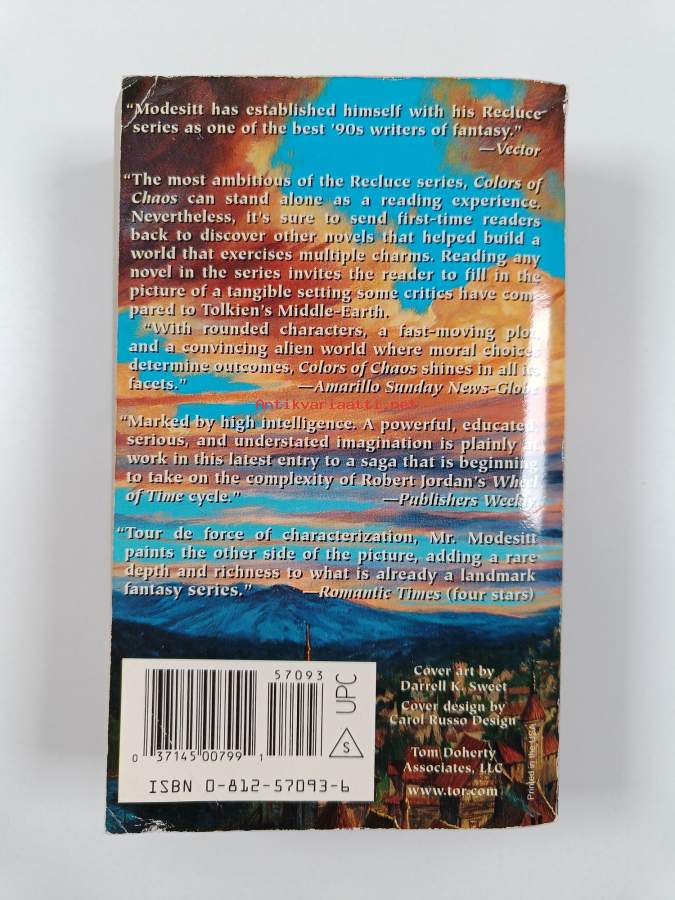 “Modesitt has established himself with his Recluce
series as one of the best ’90s writers of fantasy.”
—Vector
“The most ambitious of the Recluce series, Colors of
Chaos can stand alone as a reading experience.
Nevertheless, it’s sure to send first-time readers
back to discover other novels that helped build a
world that exercises multiple charms. Reading any
novel in the series invites the reader to fill in the
picture of a tangible setting some critics have com-
pared to Tolkien’s Middle-Earth.
“With rounded characters, a fast-moving plot,
and a convincing alien world where moral choices
determine outcomes, Colors of Chaos shines in all its
facets.” —Amarillo Sunday News-Globe
Antikvariaatti.net
“Marked by high intelligence. A powerful, educated,
serious, and understated imagination is plainly at
work in this latest entry to a saga that is beginning
to take on the complexity of Robert Jordan’s Wheel
of Time cycle.” —Publishers Weekly
“Tour de force of characterization, Mr. Modesitt
paints the other side of the picture, adding a rare
depth and richness to what is already a landmark
fantasy series.” —Romantic Times (four stars)
57093
UPC
S
0 37145 00799 1
ISBN 0-812-57093-6
Cover art by
Darrell K. Sweet
Cover design by
Carol Russo Design
Tom Doherty
Associates, LLC
www.tor.com
Printed in the USA